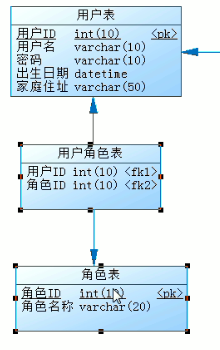 用户表
用户ID int(10) <pk>
用户名 varchar(10)
密码 varchar(10)
出生日期 datetime
家庭住址 varchar(50)
用户角色表
用户ID int(10) <fk1>
角色ID int(10) <fk2>
角色表
角色ID int(10) <pk>
角色名称 varchar(20)